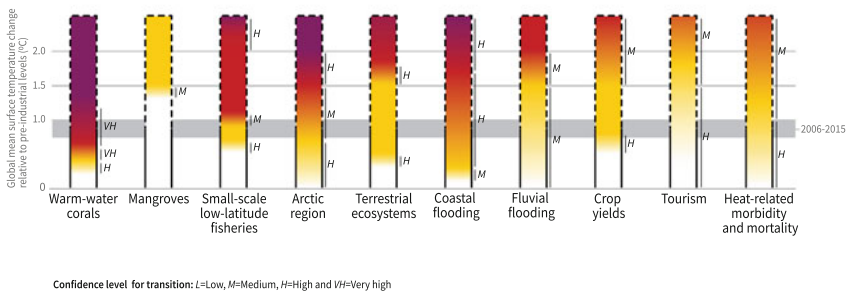 Global mean surface temperature change
relative to pre-industrial levels (ºC)
2.0
1.5
1.0
0
VH
VH
H
M
H
M
H
H
M
H
H
H
H
H
M
M
M
M
H
M
H
M
H
2006-2015
Warm-water
corals
Mangroves
Small-scale
low-latitude
fisheries
Arctic
region
Terrestrial
ecosystems
Coastal
flooding
Fluvial
flooding
Crop
yields
Tourism
Heat-related
morbidity
and mortality
Confidence level for transition: L=Low, M=Medium, H=High and VH=Very high